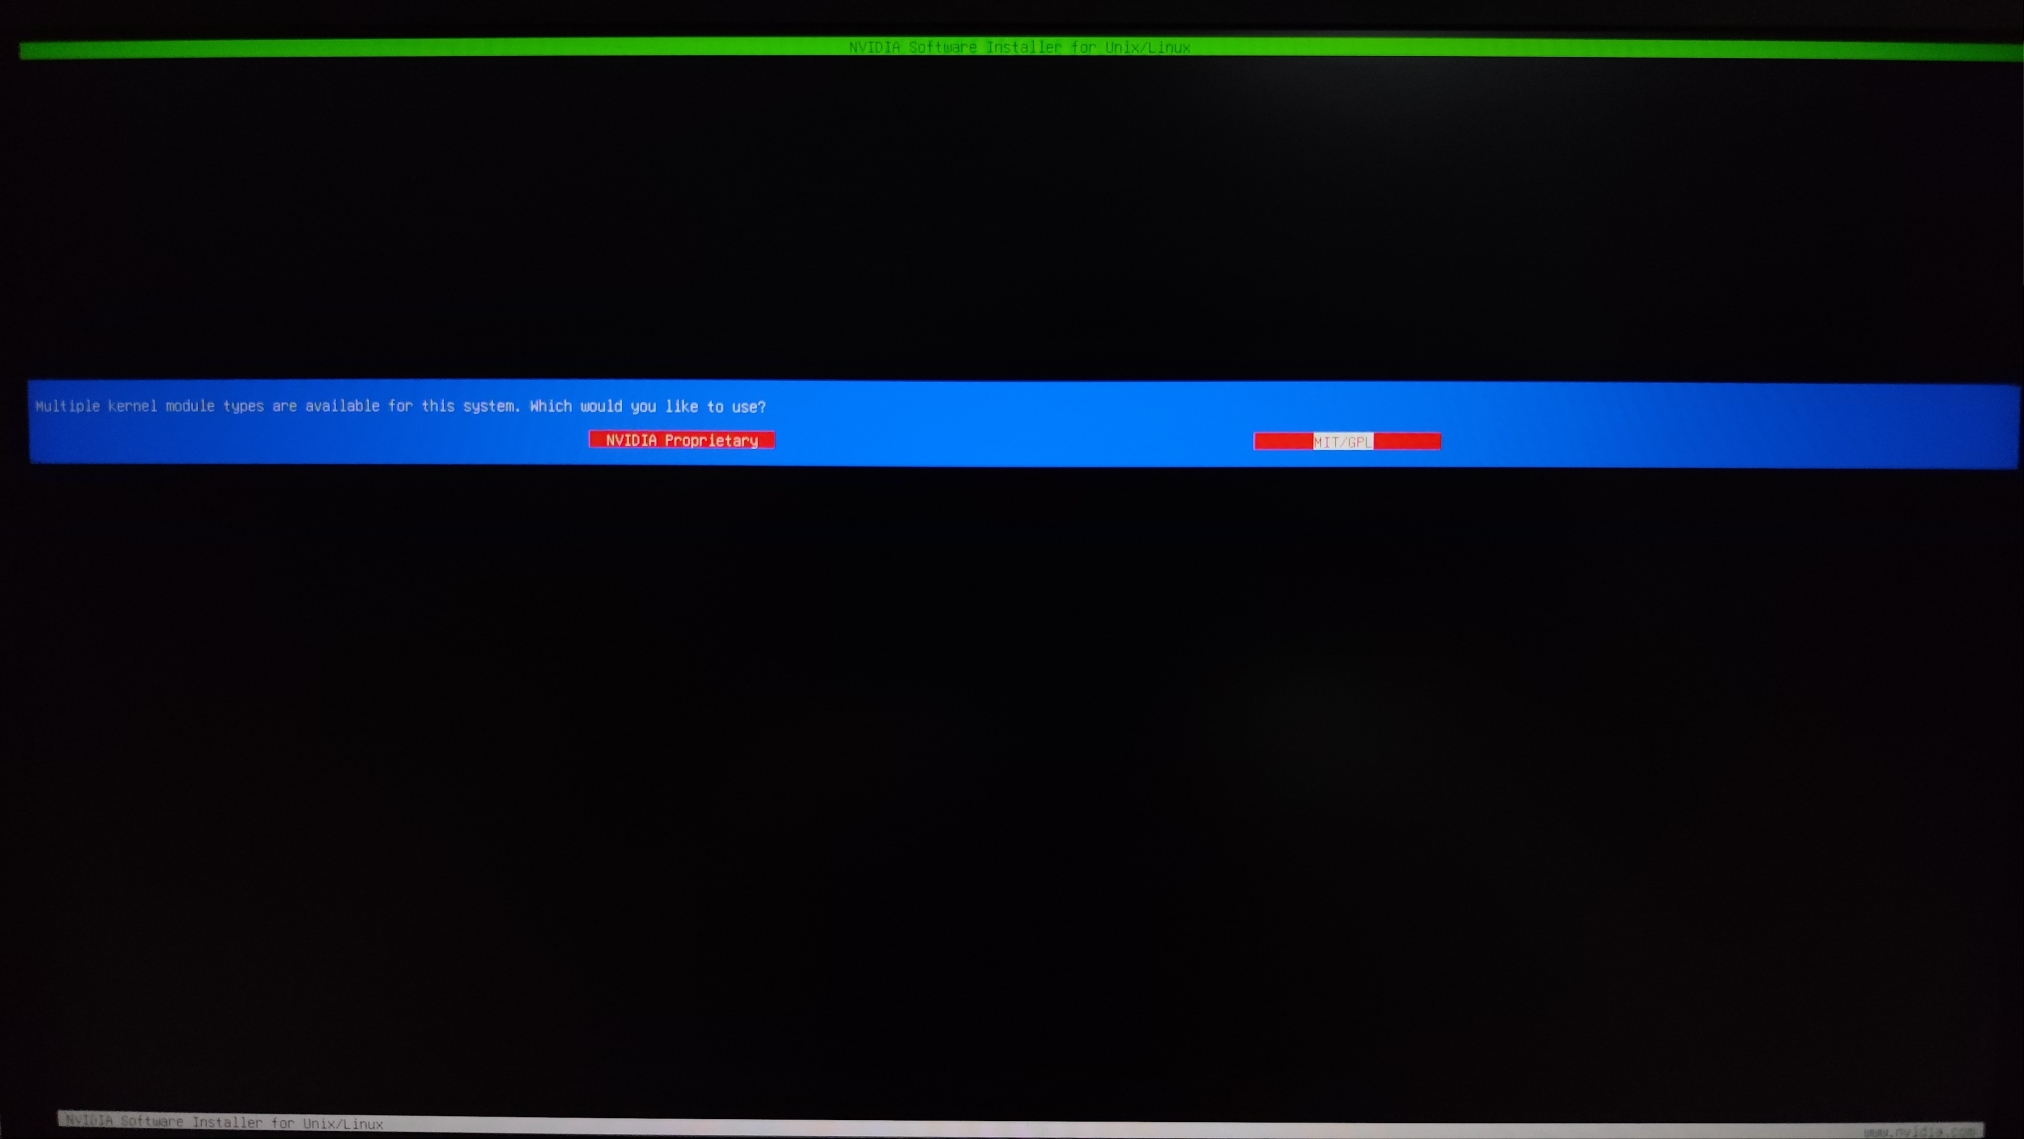 NVIDIA Software Installer for Unix/Linux
Multiple kernel module types are available for this system. Which would you like to use?
NVIDIA Proprietary MIT/GPL
NVIDIA Software Installer for Unix/Linux www.nvidia.com